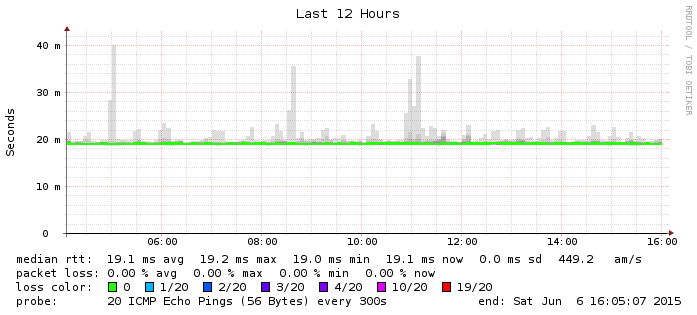 Last 12 Hours
RRDTOOL / TOBI OETIKER
Seconds
40 m
30 m
20 m
10 m
0
06:00 08:00 10:00 12:00 14:00 16:00
median rtt: 19.1 ms avg 19.2 ms max 19.0 ms min 19.1 ms now 0.0 ms sd 449.2 am/s
packet loss: 0.00 % avg 0.00 % max 0.00 % min 0.00 % now
loss color: 0 1/20 2/20 3/20 4/20 10/20 19/20
probe: 20 ICMP Echo Pings (56 Bytes) every 300s end: Sat Jun 6 16:05:07 2015